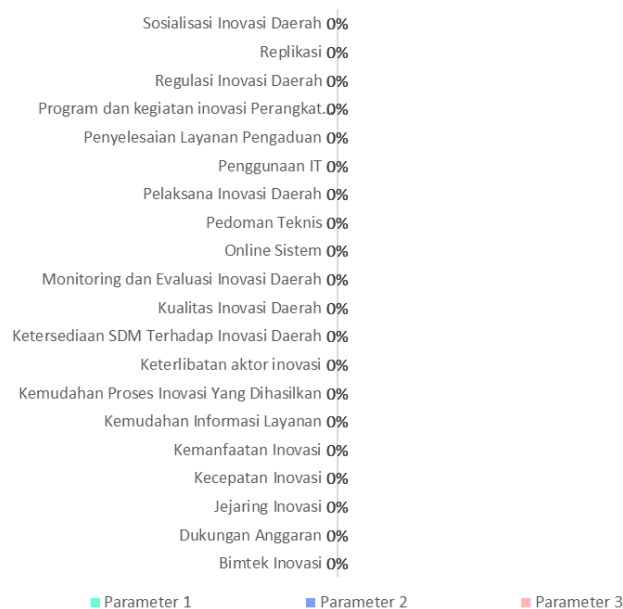 Sosialisasi Inovasi Daerah 0%
Replikasi 0%
Regulasi Inovasi Daerah 0%
Program dan kegiatan inovasi Perangkat... 0%
Penyelesaian Layanan Pengaduan 0%
Penggunaan IT 0%
Pelaksana Inovasi Daerah 0%
Pedoman Teknis 0%
Online Sistem 0%
Monitoring dan Evaluasi Inovasi Daerah 0%
Kualitas Inovasi Daerah 0%
Ketersediaan SDM Terhadap Inovasi Daerah 0%
Keterlibatan aktor inovasi 0%
Kemudahan Proses Inovasi Yang Dihasilkan 0%
Kemudahan Informasi Layanan 0%
Kemanfaatan Inovasi 0%
Kecepatan Inovasi 0%
Jejaring Inovasi 0%
Dukungan Anggaran 0%
Bimtek Inovasi 0%
Parameter 1 Parameter 2 Parameter 3